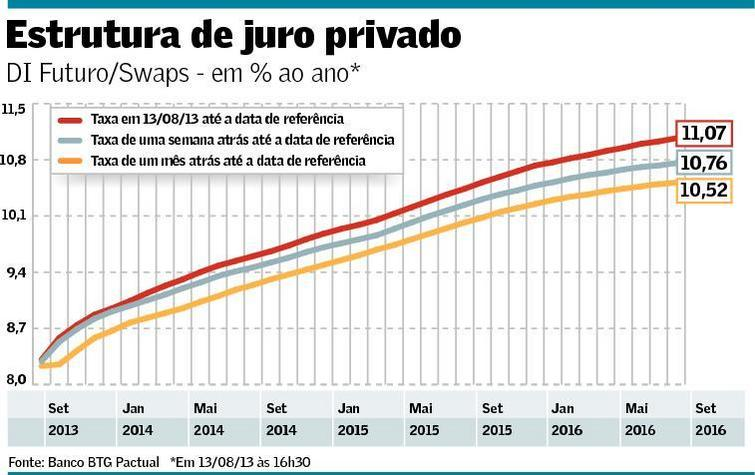 Estrutura de juro privado
DI Futuro/Swaps - em % ao ano*
11,5
10,8
10,1
9,4
8,7
8,0
Taxa em 13/08/13 até a data de referência
Taxa de uma semana atrás até a data de referência
Taxa de um mês atrás até a data de referência
11,07
10,76
10,52
Set Jan Mai Set Jan Mai Set Jan Mai Set
2013 2014 2014 2014 2015 2015 2015 2016 2016 2016
Fonte: Banco BTG Pactual *Em 13/08/13 às 16h30